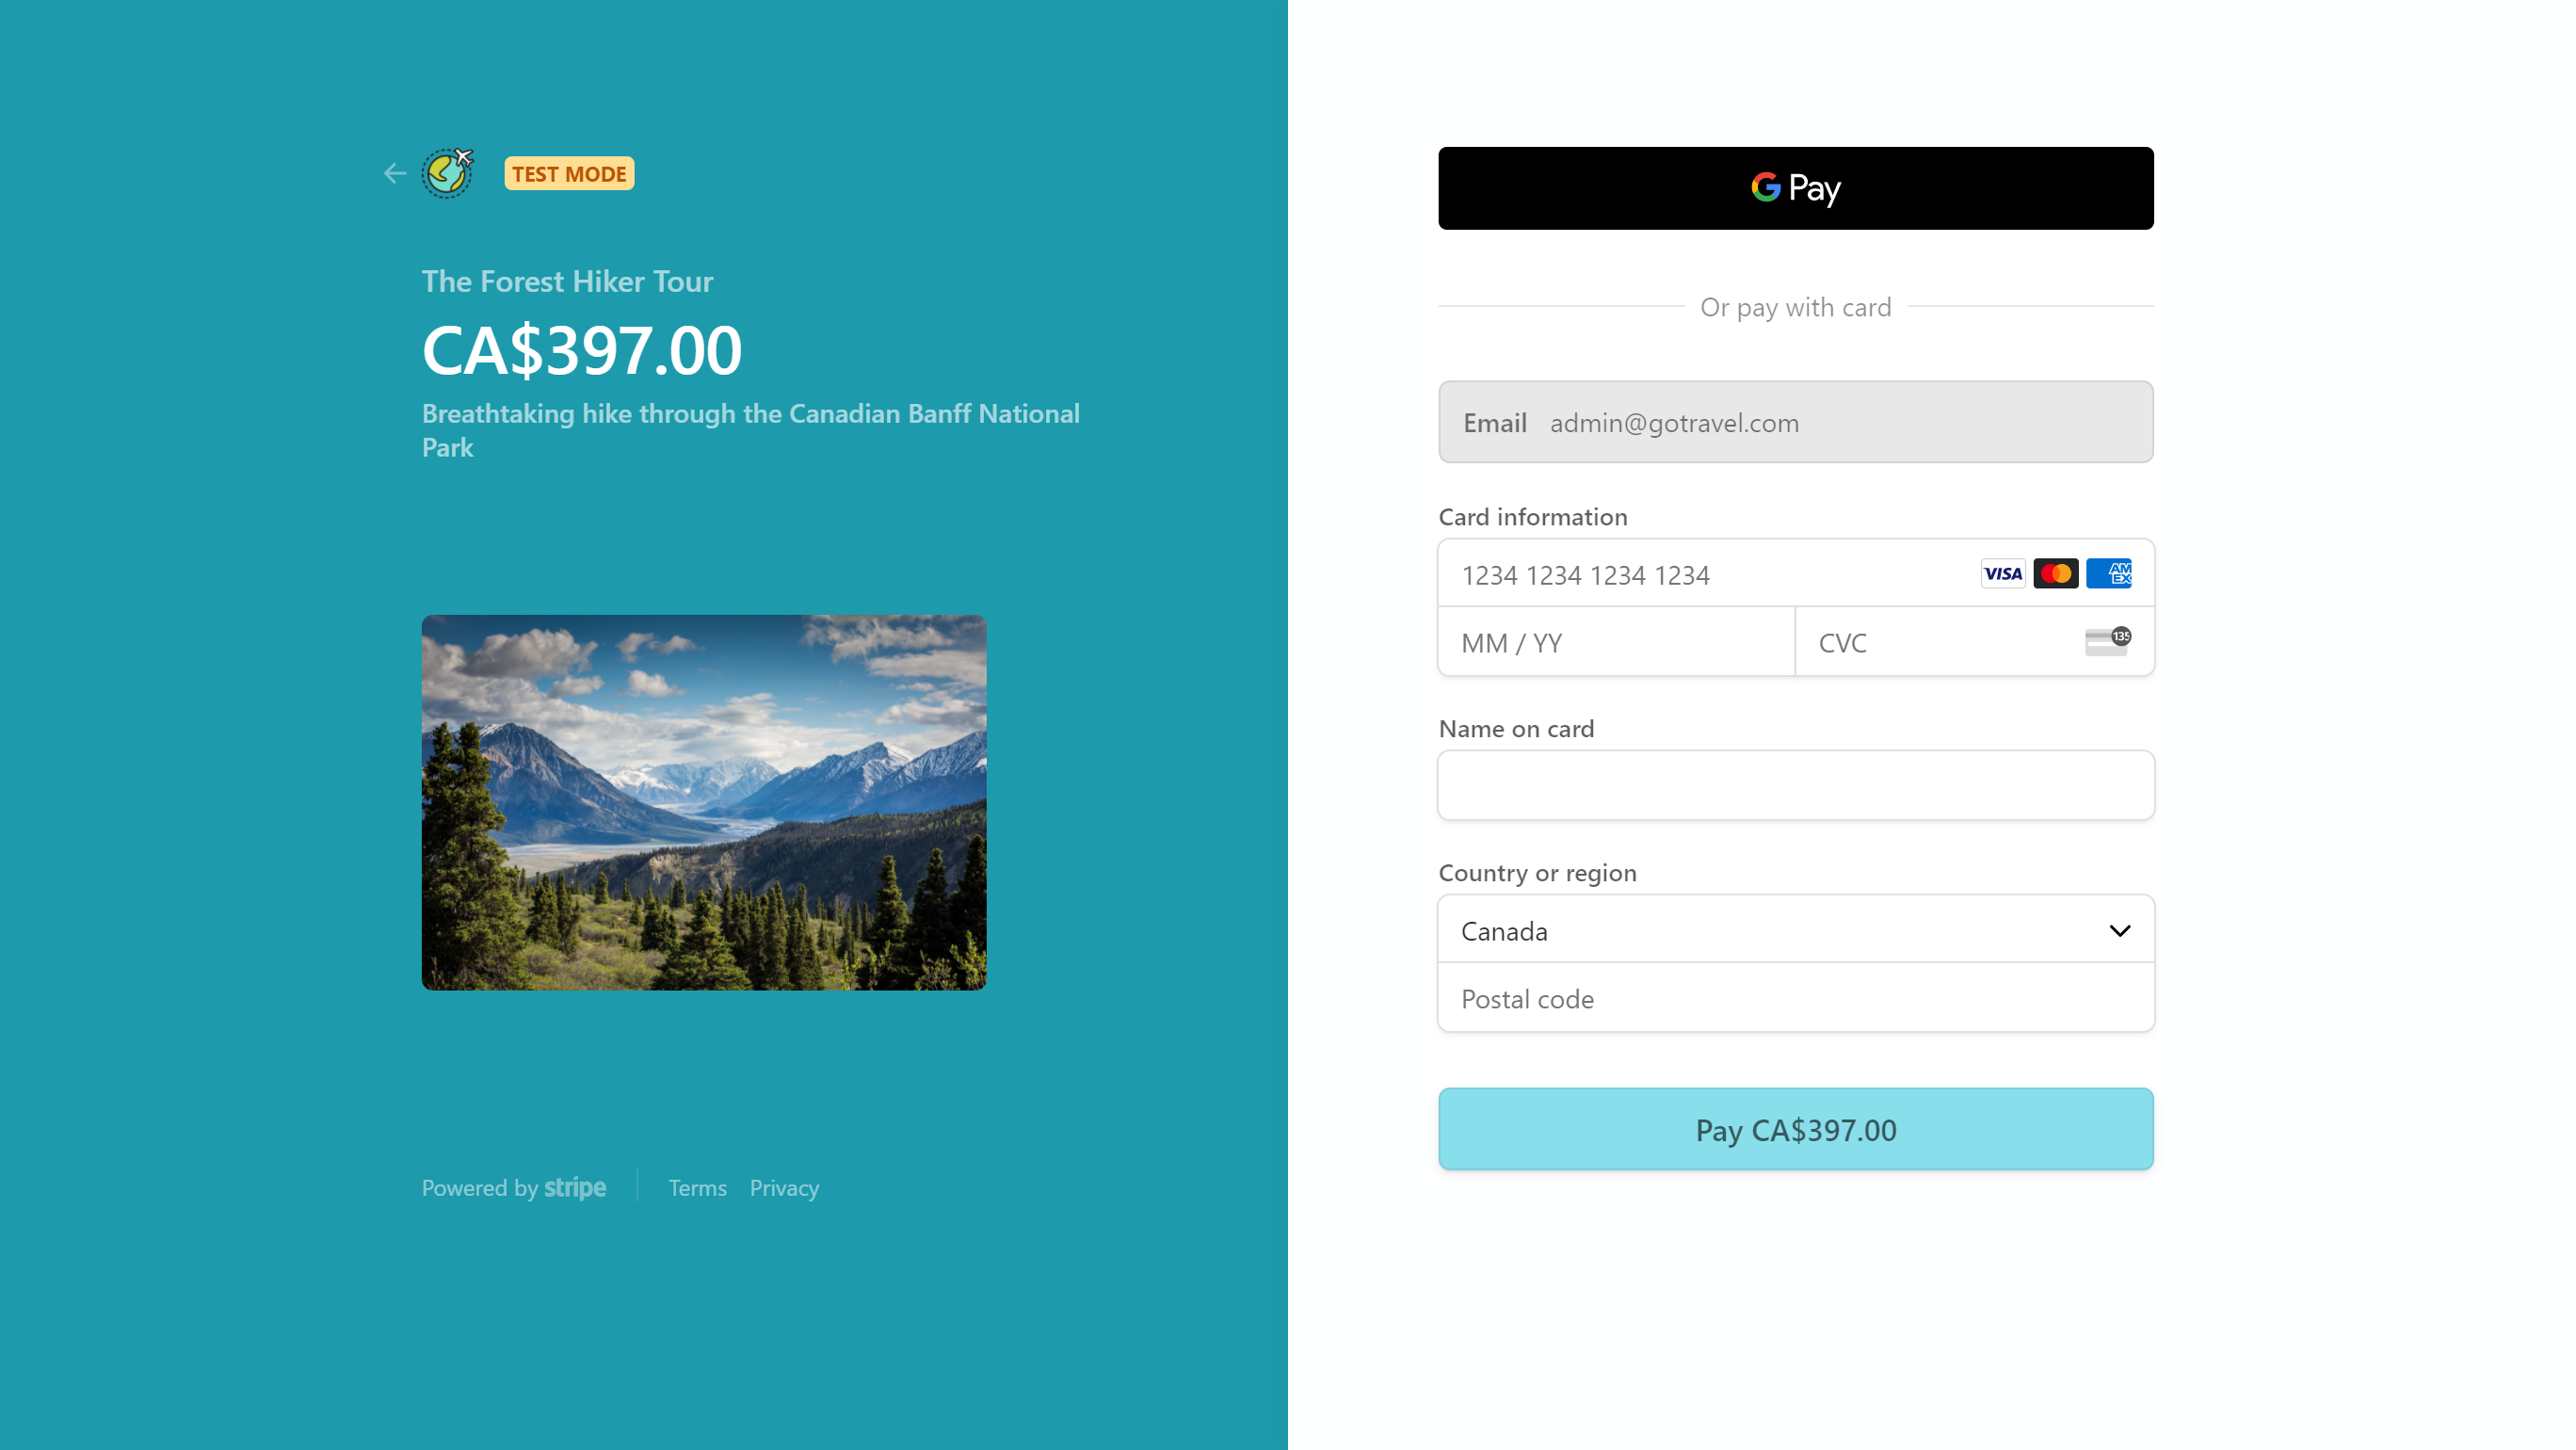 TEST MODE
The Forest Hiker Tour
CA$397.00
Breathtaking hike through the Canadian Banff National
Park
Powered by stripe
Terms Privacy
G Pay
Or pay with card
Email admin@gotravel.com
Card information
1234 1234 1234 1234 VISA AMEX
MM / YY CVC 135
Name on card
Country or region
Canada
Postal code
Pay CA$397.00